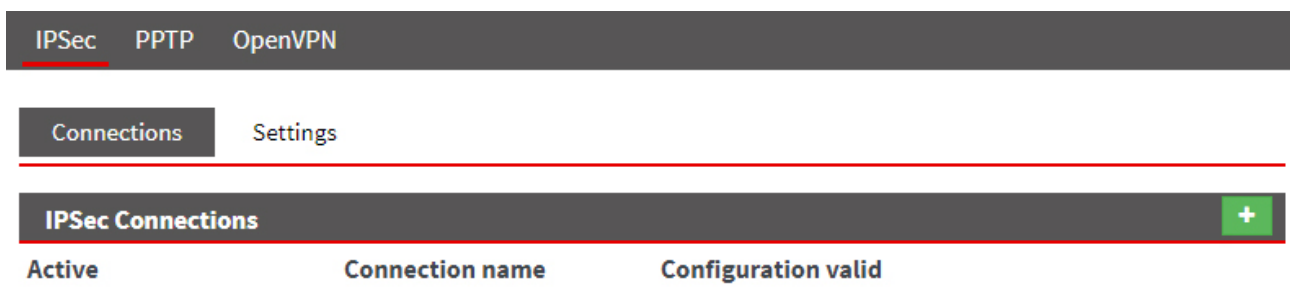 IPSec PPTP OpenVPN
Connections Settings
IPSec Connections +
Active Connection name Configuration valid